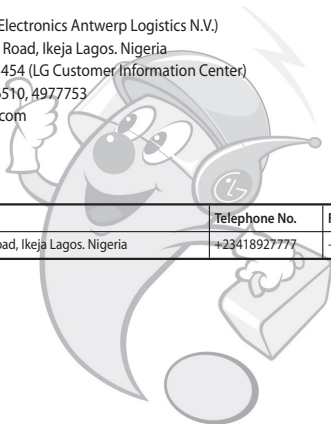 Electronics Antwerp Logistics N.V.)
Road, Ikeja Lagos. Nigeria
454 (LG Customer Information Center)
510, 4977753
com
Telephone No.
oad, Ikeja Lagos. Nigeria +23418927777
LG